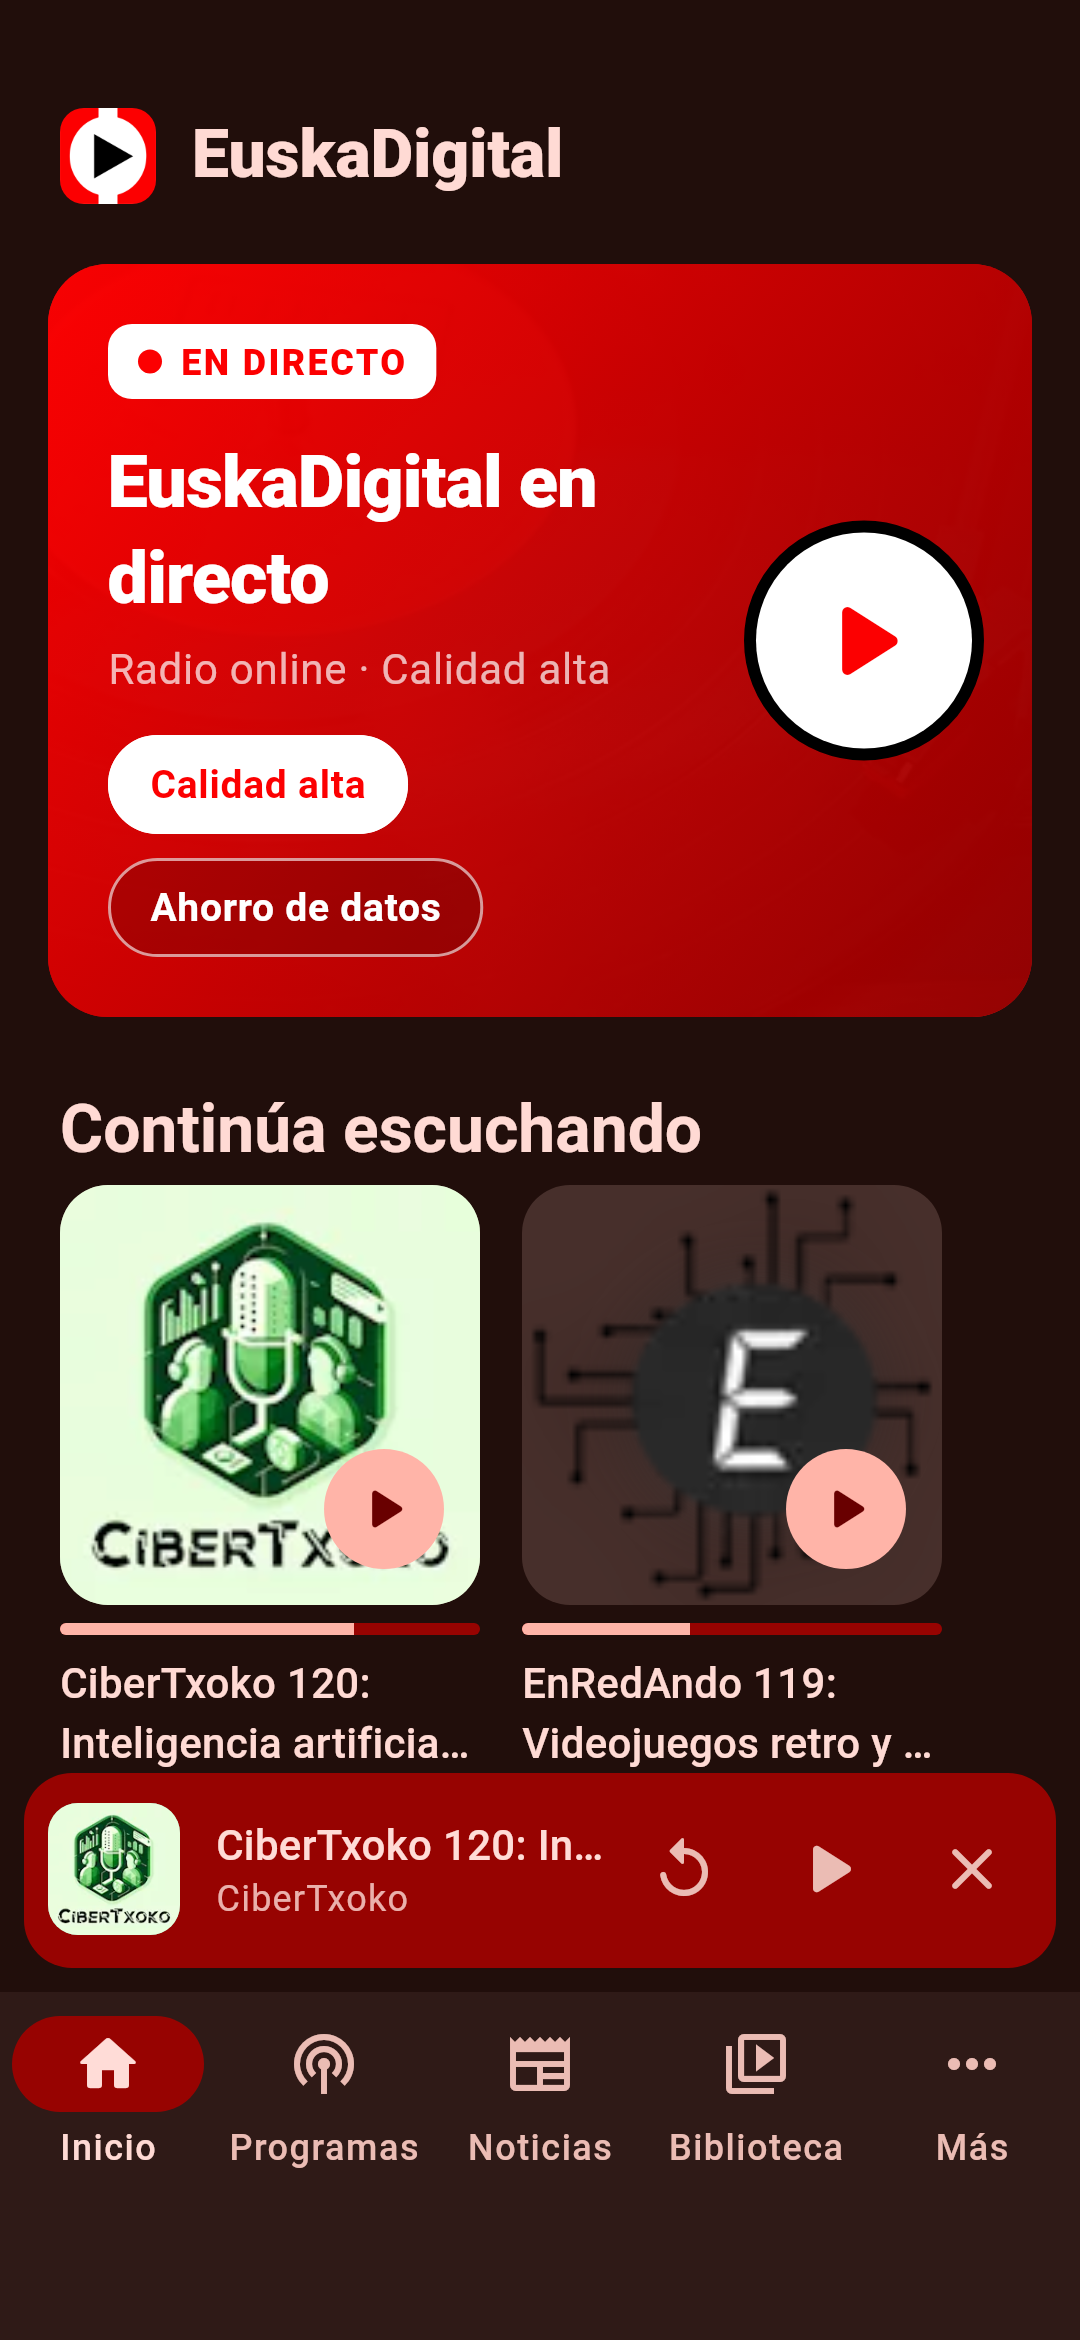 EuskaDigital
EN DIRECTO
EuskaDigital en
directo
Radio online · Calidad alta
Calidad alta
Ahorro de datos
Continúa escuchando
E
CiberTxoko 120:
Inteligencia artificia...
EnRedAndo 119:
Videojuegos retro y ...
CiberTxoko 120: In...
CiberTxoko
CIBERTXOKO
Inicio
Programas
Noticias
Biblioteca
Más